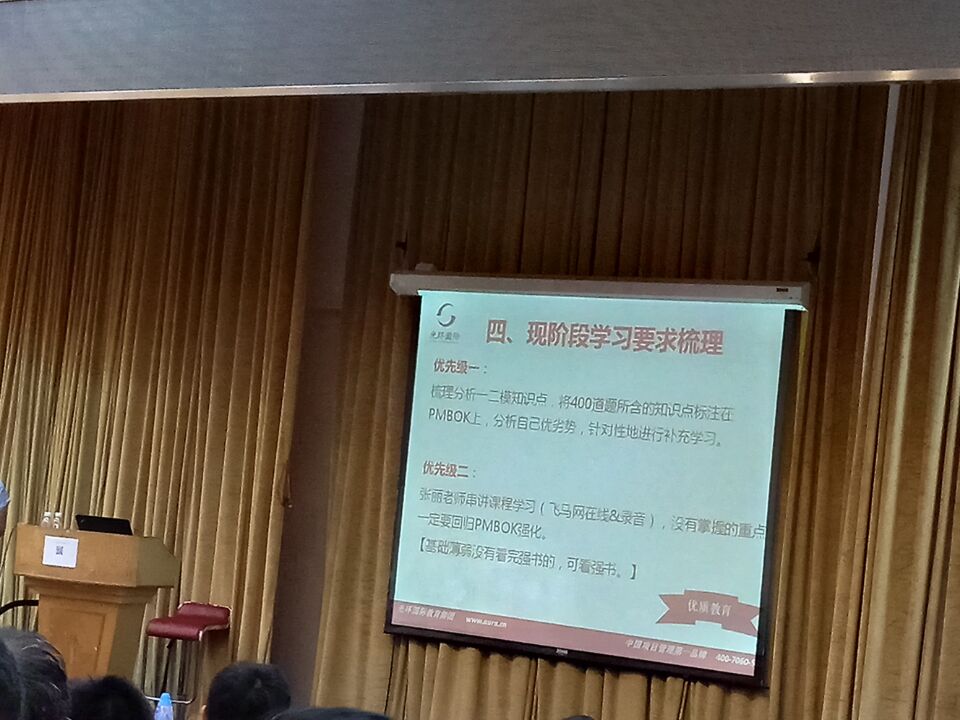 光环国际
四、现阶段学习要求梳理
优先级一：
梳理分析一二模知识点，将400道题所含的知识点标注在
PMBOK上，分析自己优劣势，针对性地进行补充学习。
优先级二：
张丽老师串讲课程学习（飞马网在线&录音），没有掌握的重点
一定要回归PMBOK强化。
【基础薄弱没有看完强书的，可看强书。】
优质教育
光环国际教育集团
中国项目管理第一品牌
400-7060-